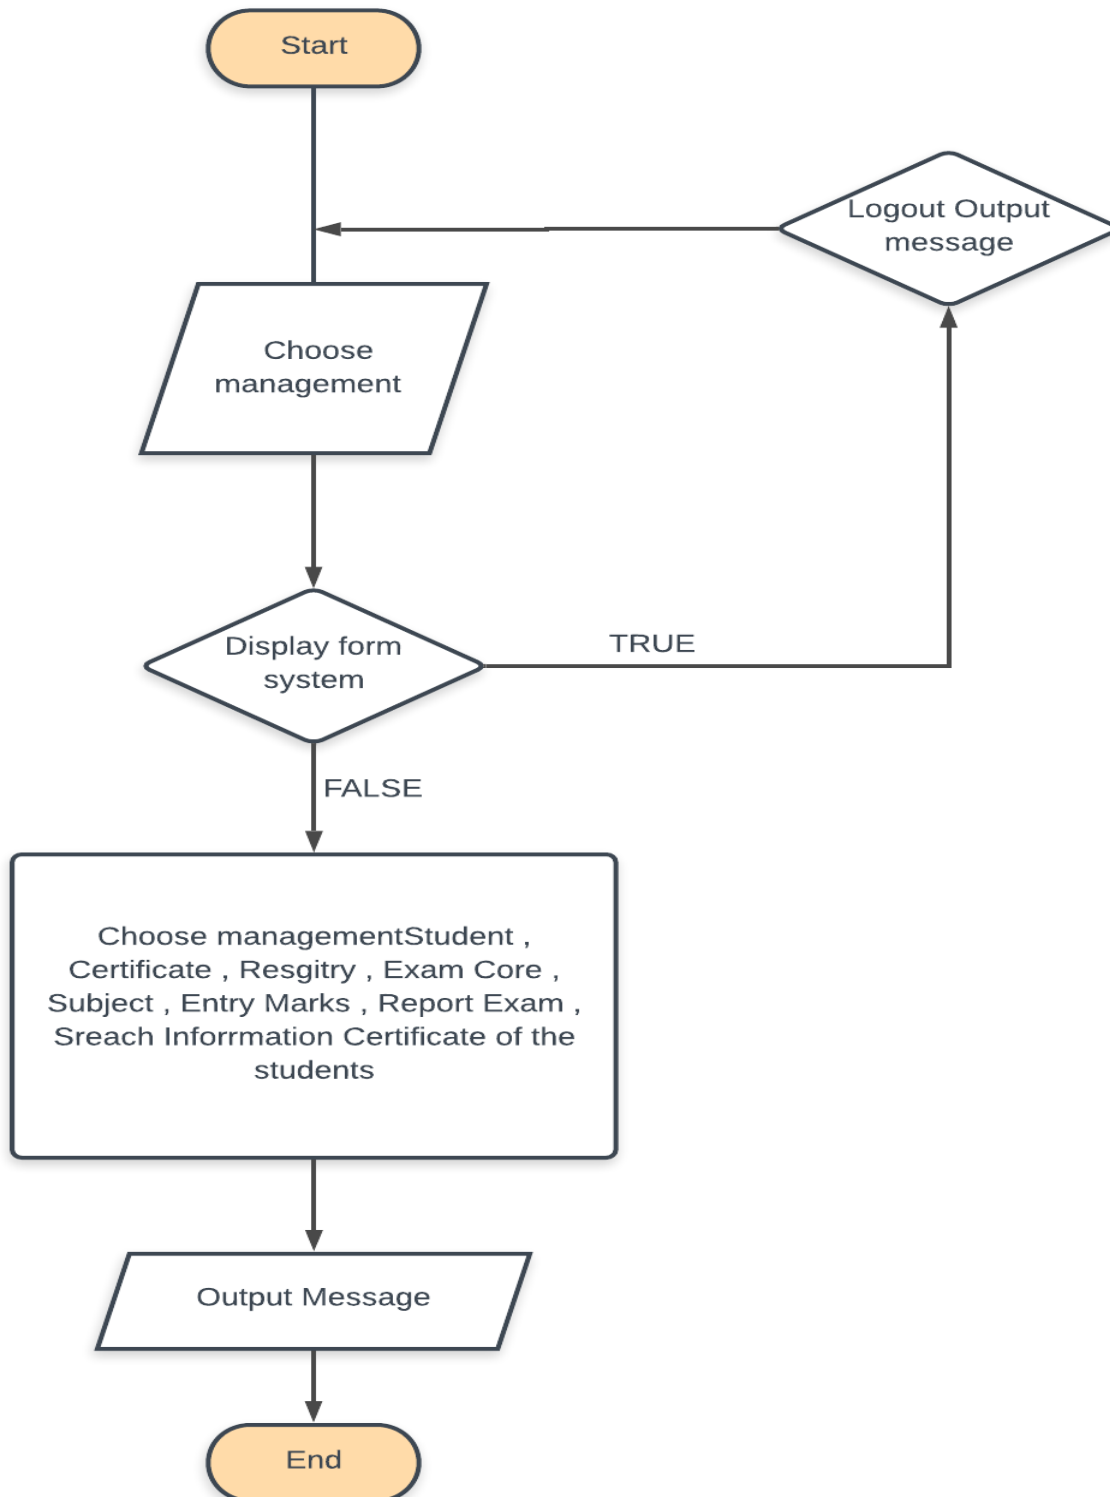 Start
Logout Output
message
Choose
management
Display form
system
TRUE
FALSE
Choose managementStudent ,
Certificate , Resgitry , Exam Core ,
Subject , Entry Marks , Report Exam ,
Sreach Inforrmation Certificate of the
students
Output Message
End